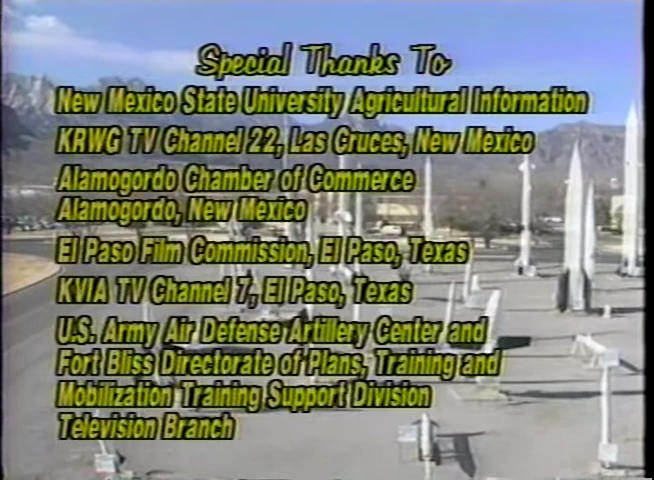 Special Thanks To
New Mexico State University Agricultural Information
KRWG TV Channel 22, Las Cruces, New Mexico
Alamogordo Chamber of Commerce
Alamogordo, New Mexico
El Paso Film Commission, El Paso, Texas
KVIA TV Channel 7, El Paso, Texas
U.S. Army Air Defense Artillery Center and
Fort Bliss Directorate of Plans, Training and
Mobilization Training Support Division
Television Branch